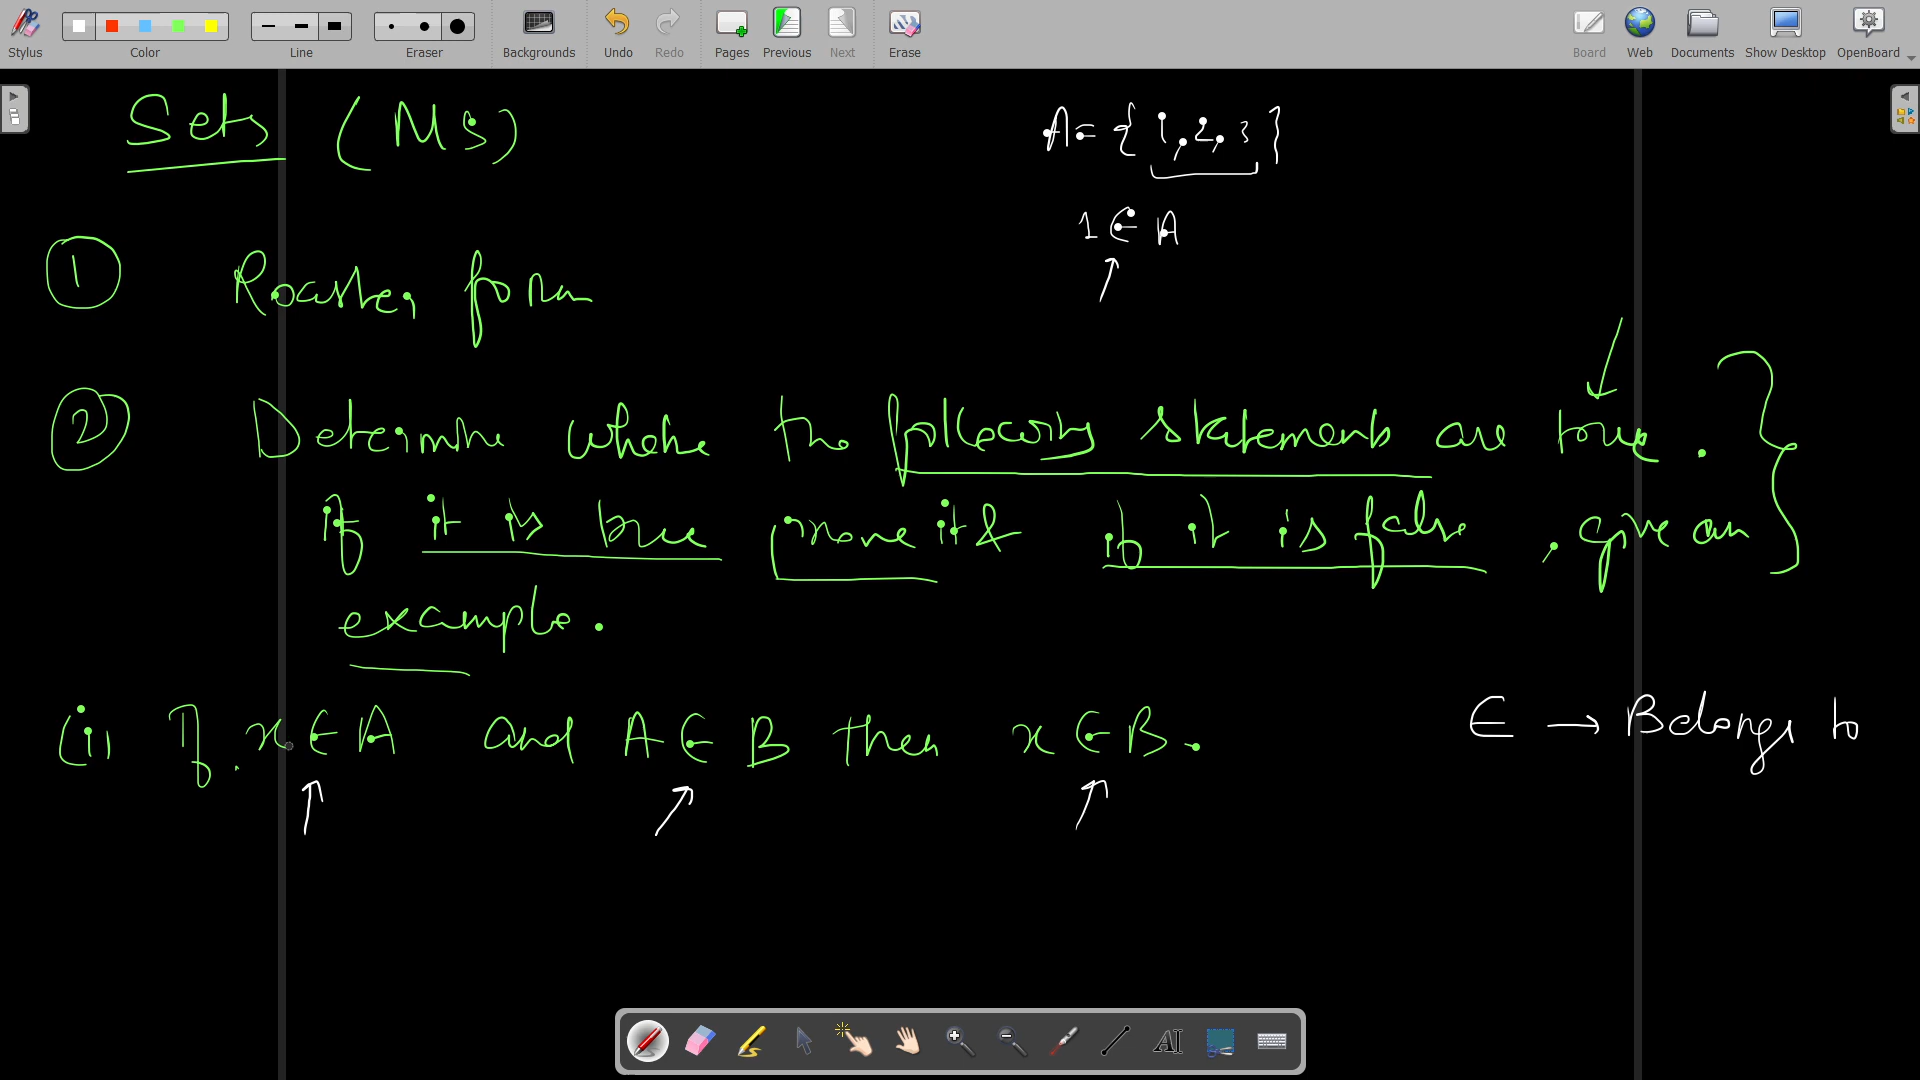 Stylus Color Line Eraser Backgrounds Undo Redo Pages Previous Next Erase Board Web Documents Show Desktop OpenBoard
Sets (MS)
A = {1, 2, 3}
1 ∈ A
1 Roaster form
2 Determine whethe the following statements are true.
if it is true prove it & if it is false, give an
example.
(i) If x ∈ A and A ∈ B then x ∈ B.
∈ → Belongs to